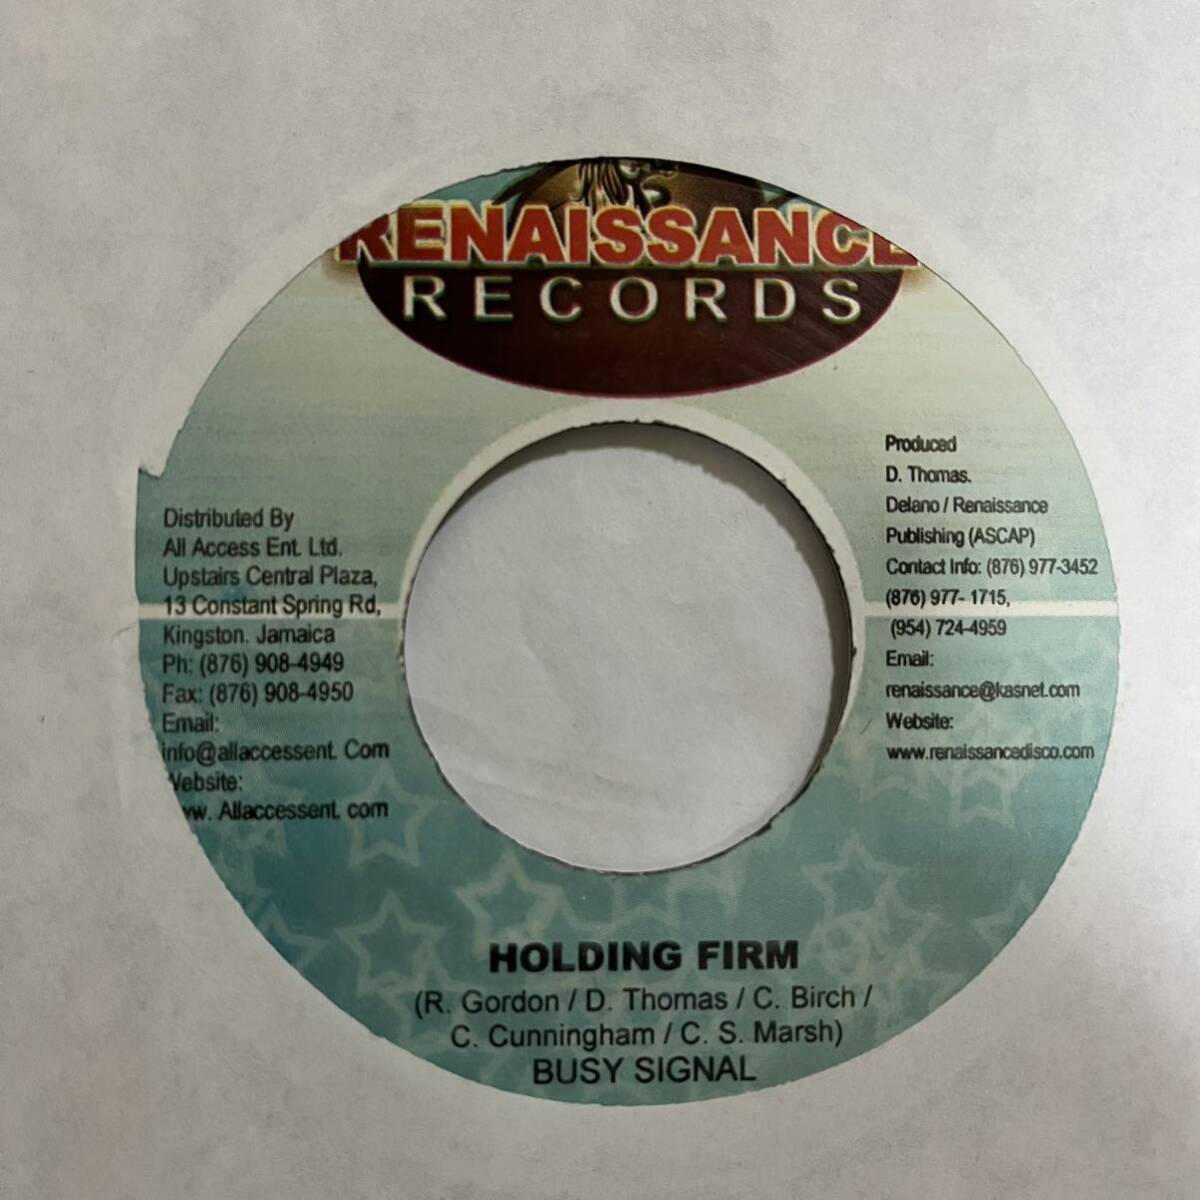 RENAISSANCE
RECORDS
Distributed By
All Access Ent. Ltd.
Upstairs Central Plaza,
13 Constant Spring Rd,
Kingston. Jamaica
Ph: (876) 908-4949
Fax: (876) 908-4950
Email:
info@allaccessent. Com
Website:
ww. Allaccessent. com
Produced
D. Thomas.
Delano / Renaissance
Publishing (ASCAP)
Contact Info: (876) 977-3452
(876) 977- 1715,
(954) 724-4959
Email:
renaissance@kasnet.com
Website:
www.renaissancedisco.com
HOLDING FIRM
(R. Gordon / D. Thomas / C. Birch /
C. Cunningham / C. S. Marsh)
BUSY SIGNAL